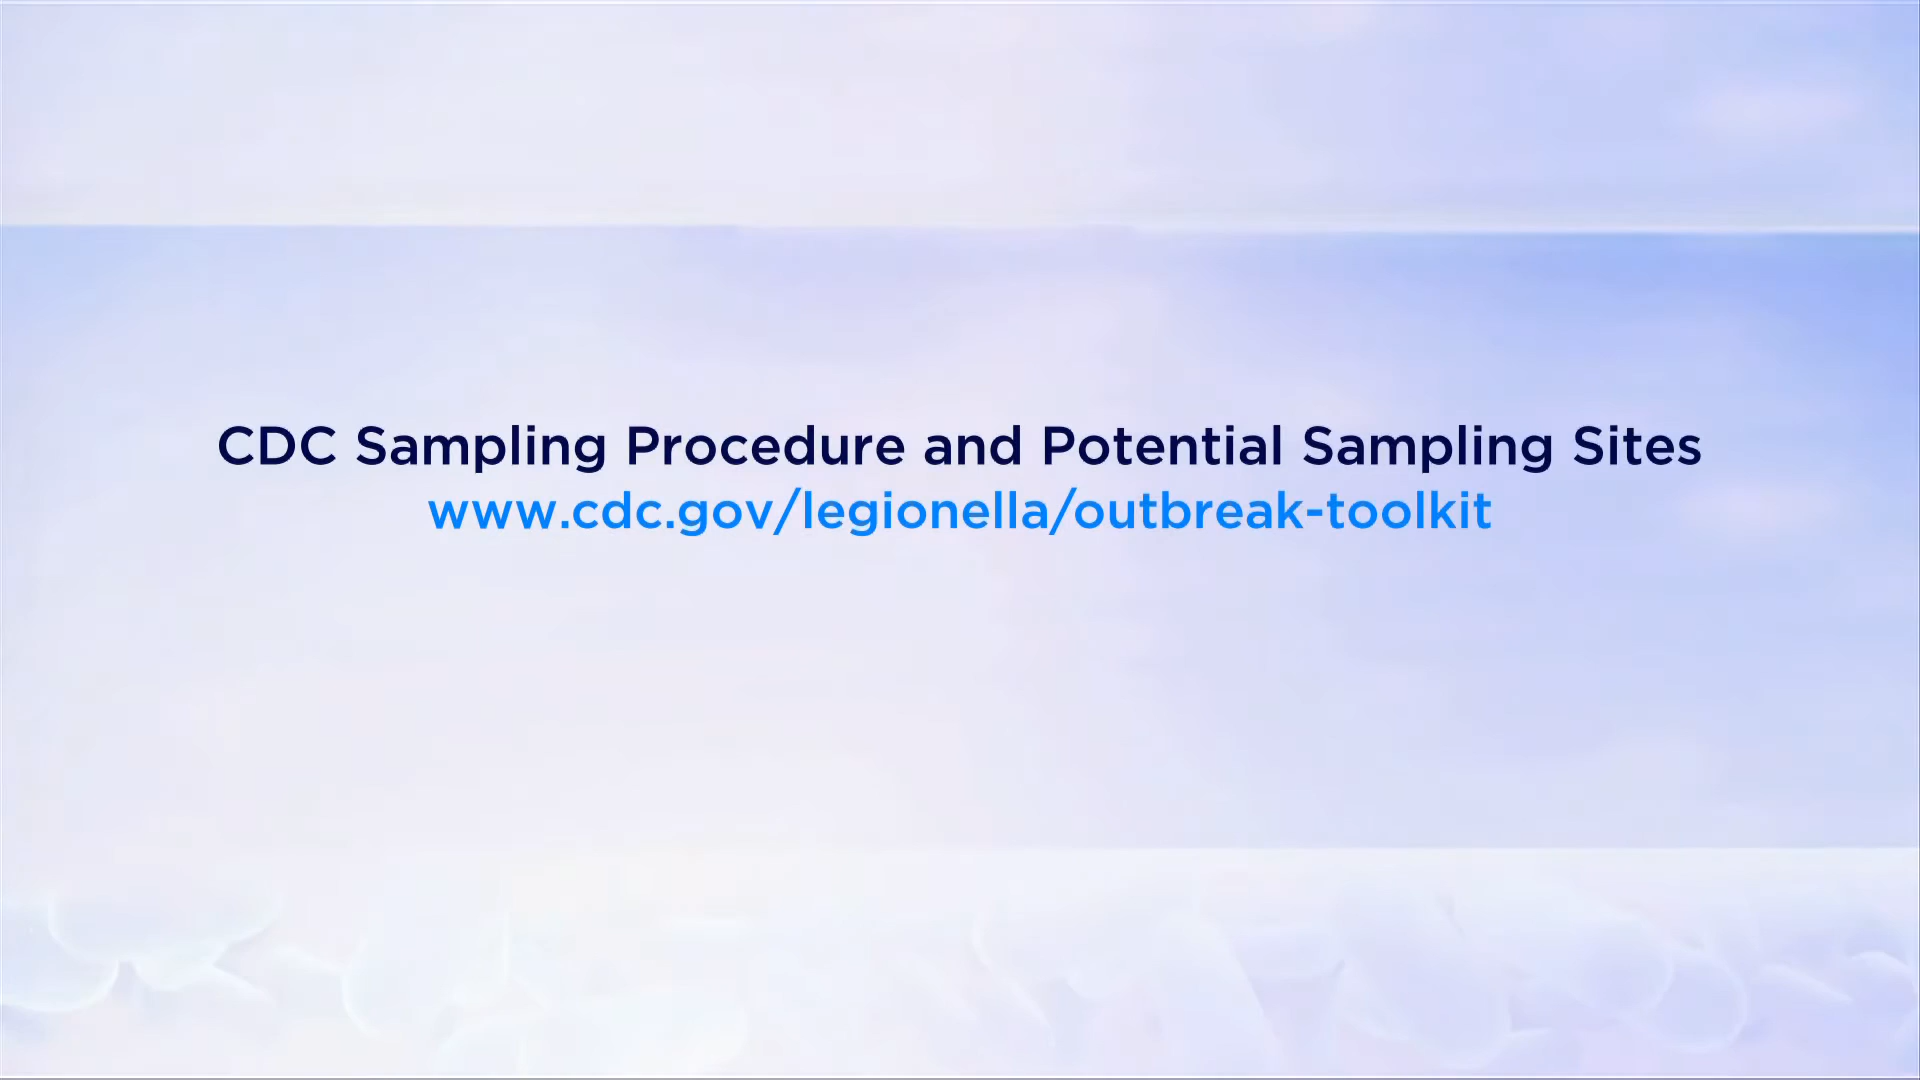 CDC Sampling Procedure and Potential Sampling Sites
www.cdc.gov/legionella/outbreak-toolkit